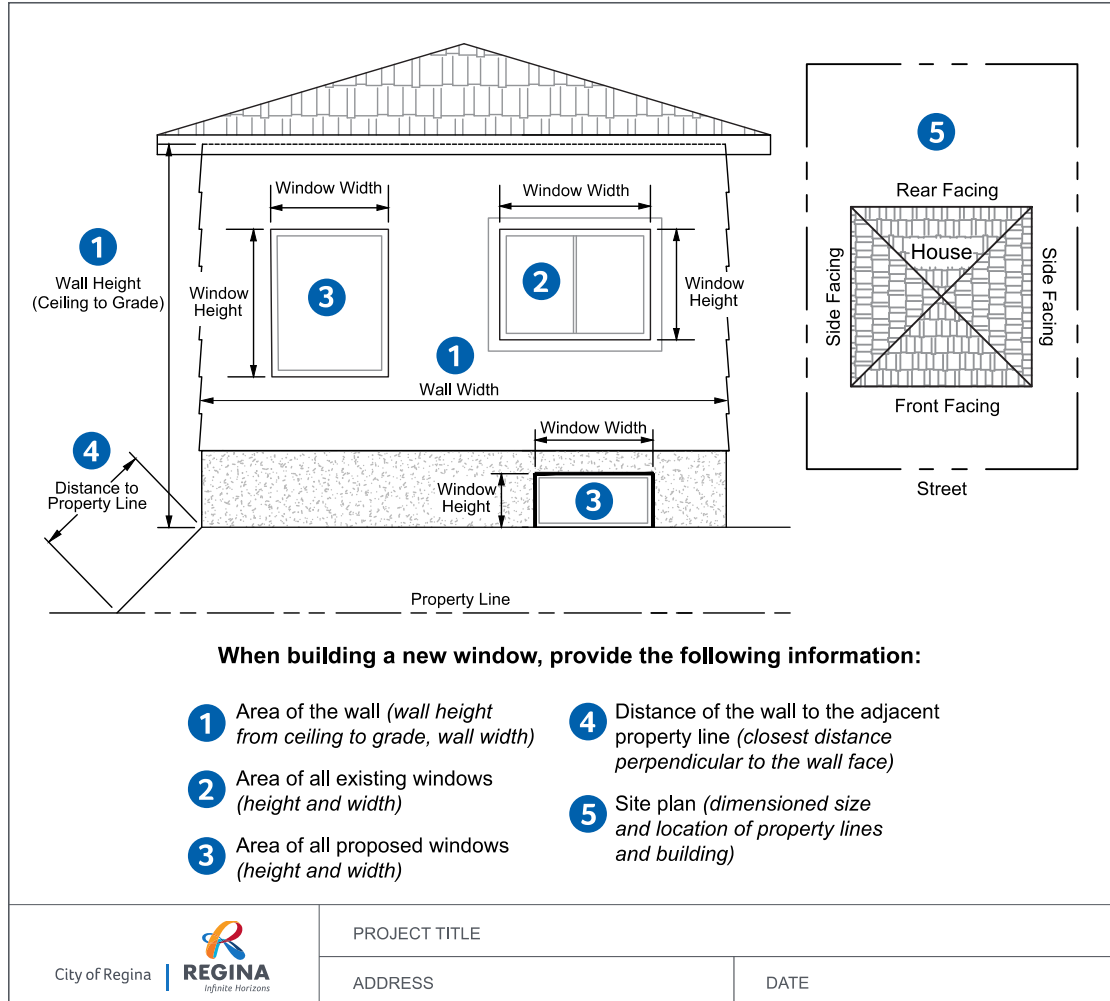 Window Width
Window Width
1
Wall Height
(Ceiling to Grade)
Window
Height
3
2
Window
Height
1
Wall Width
4
Distance to
Property Line
Window Width
Window
Height
3
Property Line
5
Rear Facing
House
Side Facing
Side Facing
Front Facing
Street
When building a new window, provide the following information:
1 Area of the wall (wall height
from ceiling to grade, wall width)
2 Area of all existing windows
(height and width)
3 Area of all proposed windows
(height and width)
4 Distance of the wall to the adjacent
property line (closest distance
perpendicular to the wall face)
5 Site plan (dimensioned size
and location of property lines
and building)
City of Regina
REGINA
Infinite Horizons
PROJECT TITLE
ADDRESS
DATE